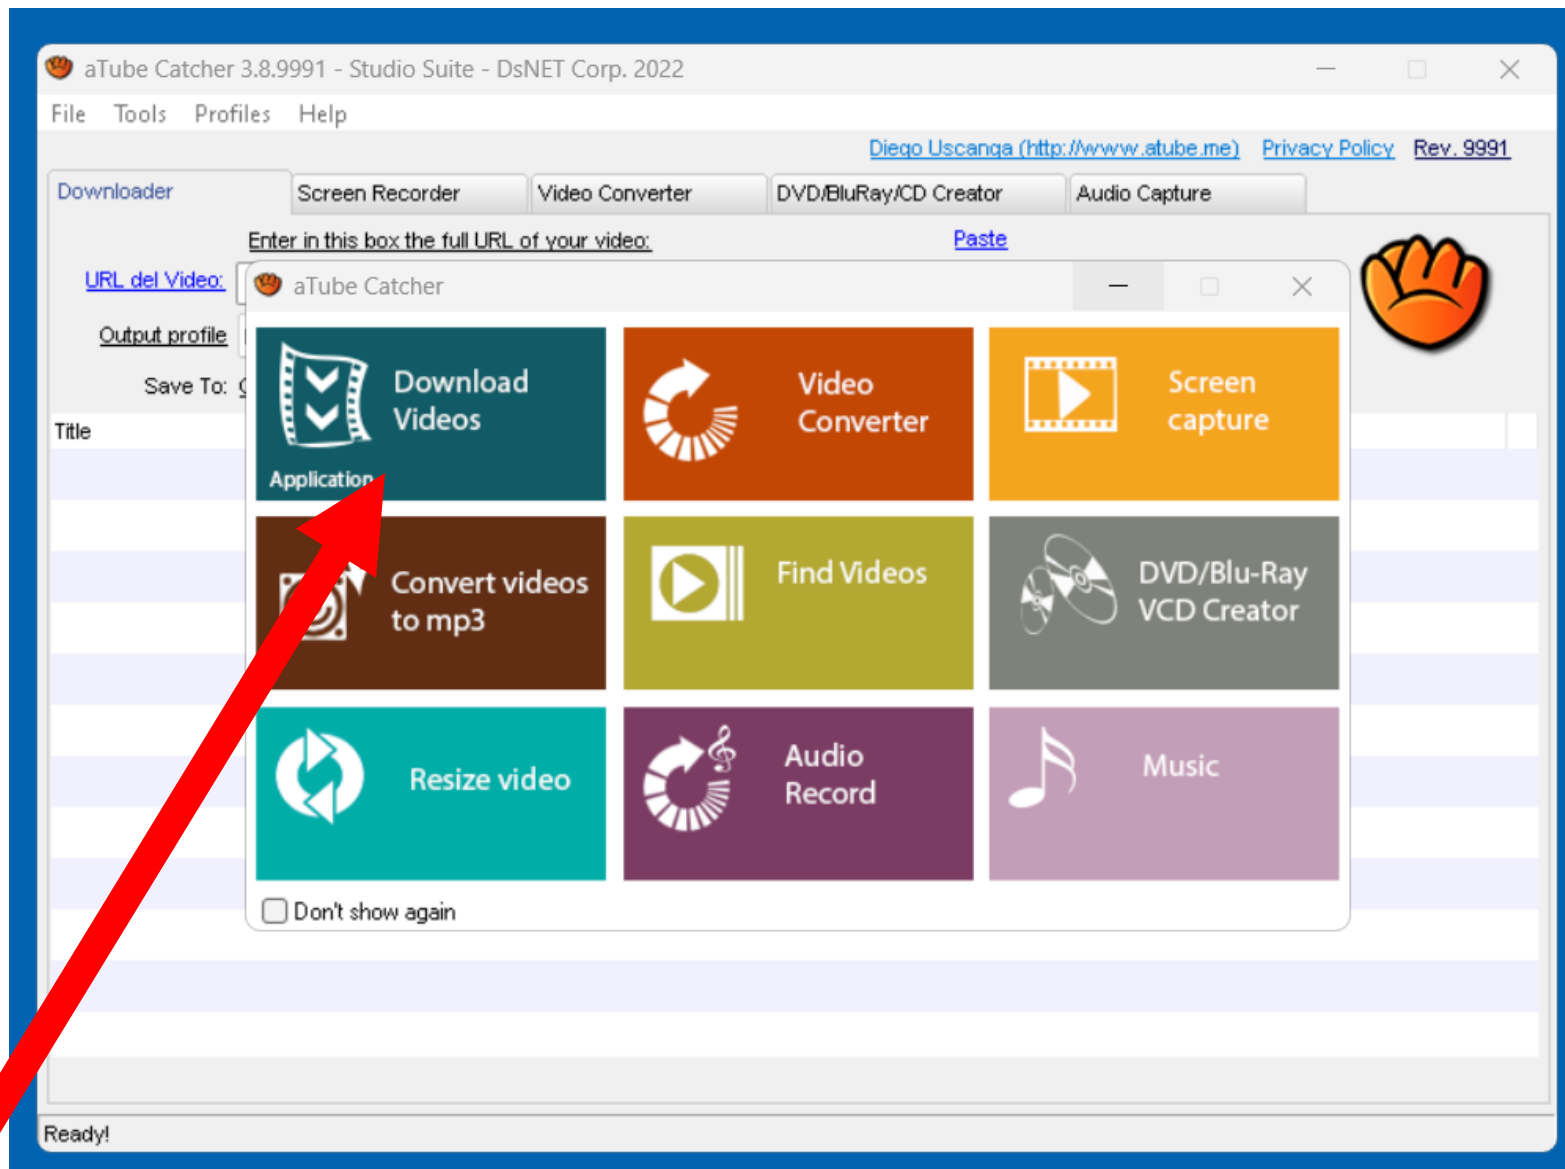 aTube Catcher 3.8.9991 - Studio Suite - DsNET Corp. 2022
File Tools Profiles Help
Diego Uscanga (http://www.atube.me) Privacy Policy Rev. 9991
Downloader Screen Recorder Video Converter DVD/BluRay/CD Creator Audio Capture
Enter in this box the full URL of your video: Paste
URL del Video:
Output profile
Save To:
Title
aTube Catcher
Download
Videos
Application
Video
Converter
Screen
capture
Convert videos
to mp3
Find Videos
DVD/Blu-Ray
VCD Creator
Resize video
Audio
Record
Music
Don't show again
Ready!